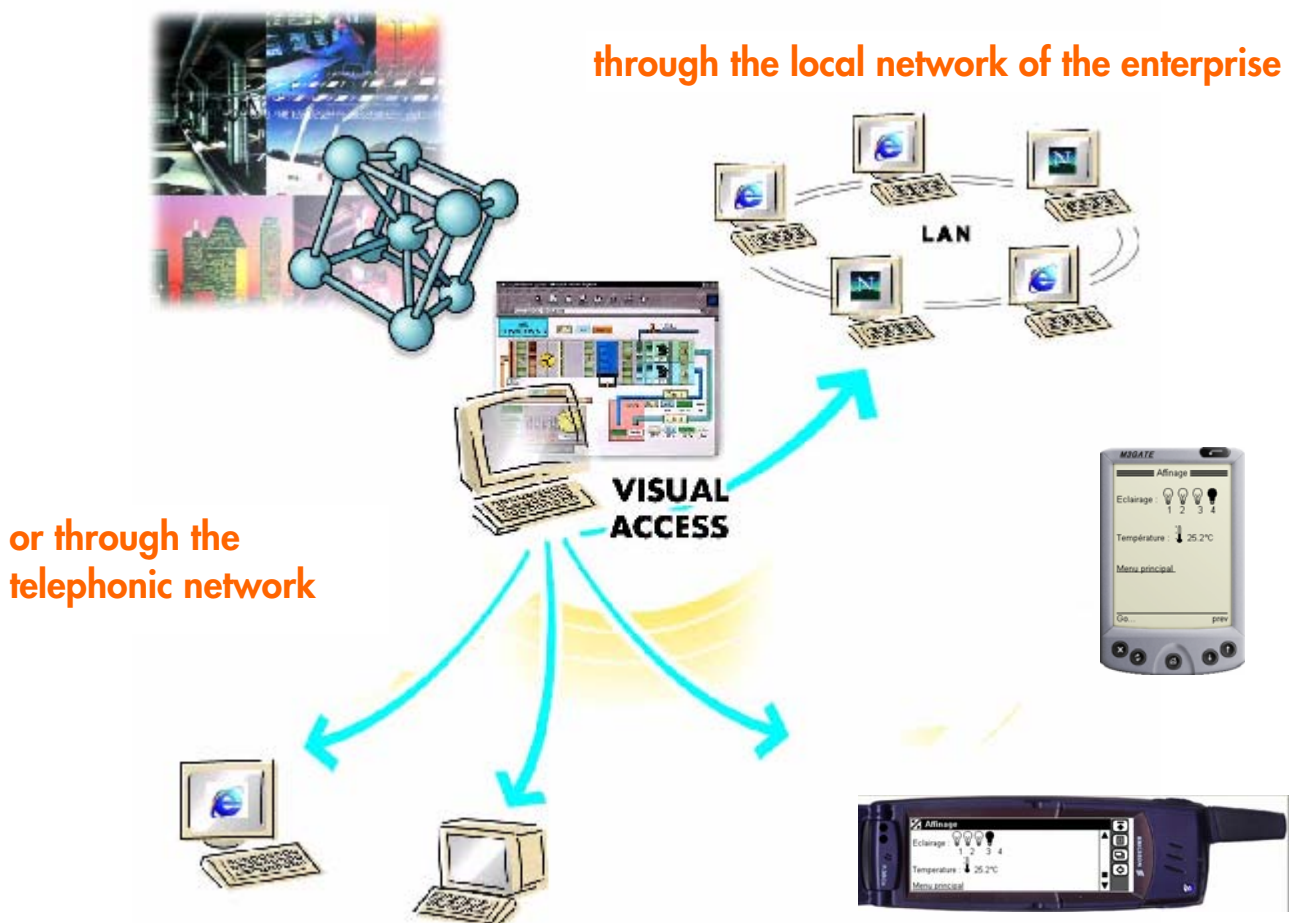 through the local network of the enterprise
LAN
VISUAL
ACCESS
or through the
telephonic network
M3GATE
Affinage
Eclairage :
1 2 3 4
Température : 25.2°C
Menu principal
Go... prev
Affinage
Eclairage :
1 2 3 4
Temperature : 25.2°C
Menu principal
ERICSSON